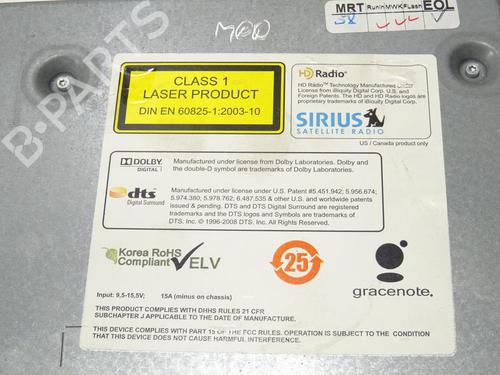 MRT RunIn MWK Flash EOL
MOD
CLASS 1
LASER PRODUCT
DIN EN 60825-1:2003-10
HD Radio
HD Radio™ Technology Manufactured Under
License from iBiquity Digital Corp. U.S. and
Foreign Patents. The HD and HD Radio logos are
proprietary trademarks of iBiquity Digital Corp.
SIRIUS
SATELLITE RADIO
US / Canada product only
DOLBY
DIGITAL
Manufactured under license from Dolby Laboratories. Dolby and
the double-D symbol are trademarks of Dolby Laboratories.
dts
Digital Surround
Manufactured under license under U.S. Patent #5.451.942; 5.956.674;
5.974.380; 5.978.762; 6.487.535 & other U.S. and worldwide patents
issued & pending. DTS and DTS Digital Surround are registered
trademarks and the DTS logos and Symbols are trademarks of
DTS, Inc. © 1996-2008 DTS, Inc. All Rights Reserved.
Korea RoHS
Compliant
ELV
25
gracenote.
Input: 9,5-15,5V; 15A (minus on chassis)
THIS PRODUCT COMPLIES WITH DHHS RULES 21 CFR
SUBCHAPTER J APPLICABLE TO THE DATE OF MANUFACTURE.
THIS DEVICE COMPLIES WITH PART 15 OF THE FCC RULES. OPERATION IS SUBJECT TO THE CONDITION
THAT THIS DEVICE DOES NOT CAUSE HARMFUL INTERFERENCE.
B-PARTS